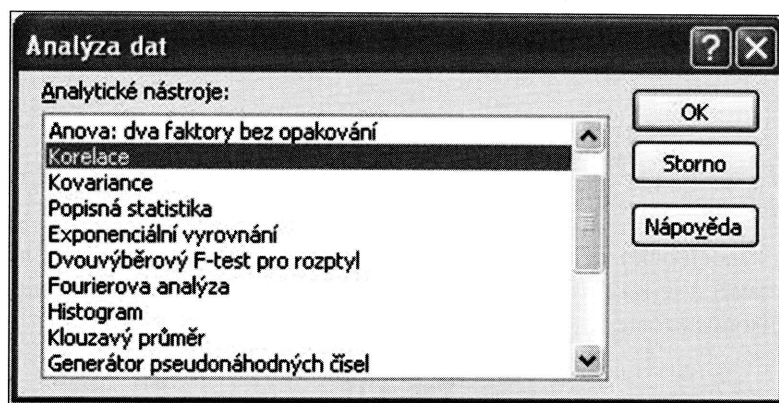 Analýza dat
Analytické nástroje:
Anova: dva faktory bez opakování
Korelace
Kovariance
Popisná statistika
Exponenciální vyrovnání
Dvouvýběrový F-test pro rozptyl
Fourierova analýza
Histogram
Klouzavý průměr
Generátor pseudonáhodných čísel
OK
Storno
Nápověda